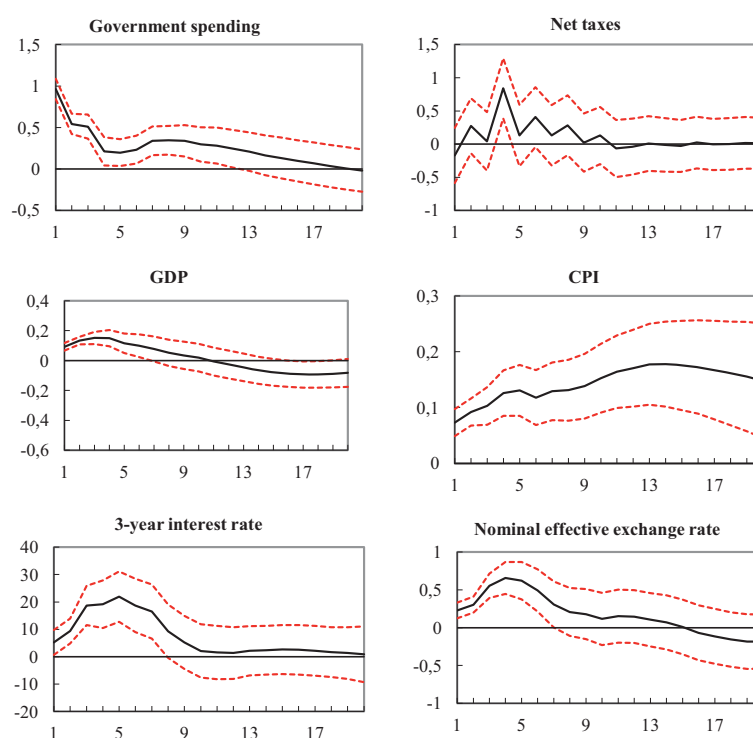 Government spending
1,5
1
0,5
0
-0,5
1 5 9 13 17
Net taxes
1,5
1
0,5
0
-0,5
-1
1 5 9 13 17
GDP
0,4
0,2
0
-0,2
-0,4
-0,6
1 5 9 13 17
CPI
0,3
0,2
0,1
0
1 5 9 13 17
3-year interest rate
40
30
20
10
0
-10
-20
1 5 9 13 17
Nominal effective exchange rate
1
0,5
0
-0,5
-1
1 5 9 13 17